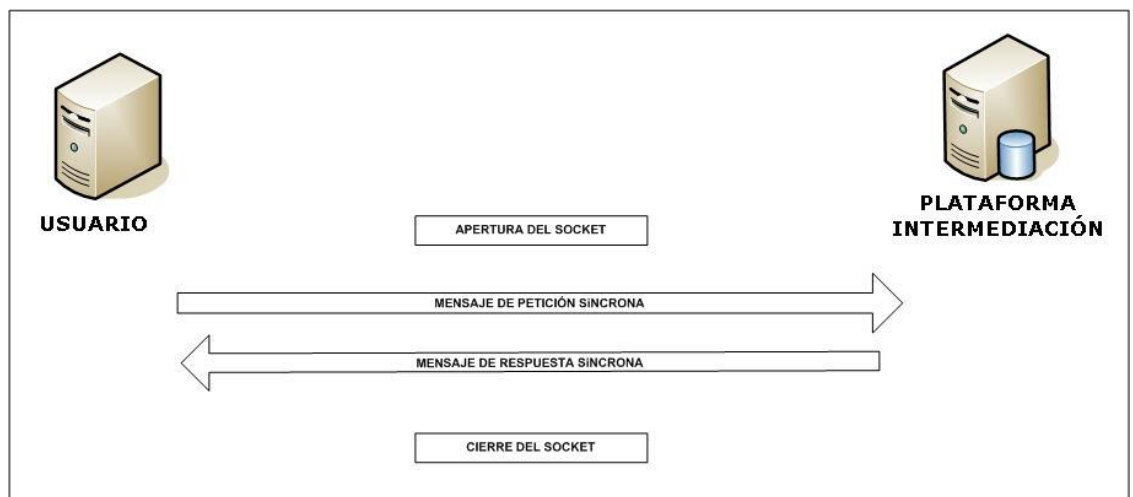 USUARIO
PLATAFORMA
INTERMEDIACIÓN
APERTURA DEL SOCKET
MENSAJE DE PETICIÓN SíNCRONA
MENSAJE DE RESPUESTA SíNCRONA
CIERRE DEL SOCKET